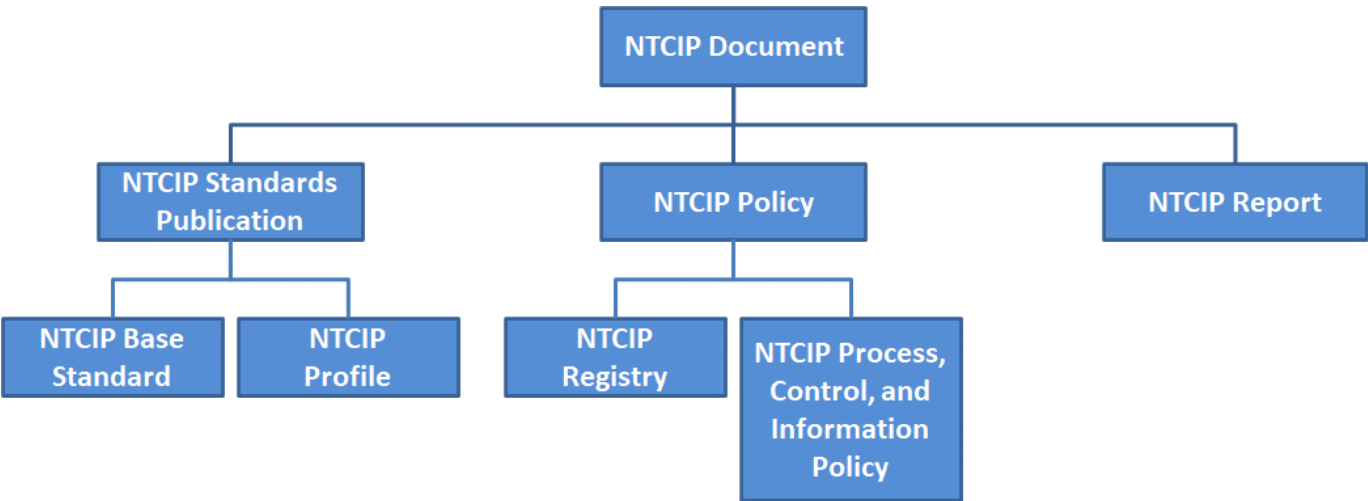 NTCIP Document
NTCIP Standards
Publication
NTCIP Policy
NTCIP Report
NTCIP Base
Standard
NTCIP
Profile
NTCIP
Registry
NTCIP Process,
Control, and
Information
Policy